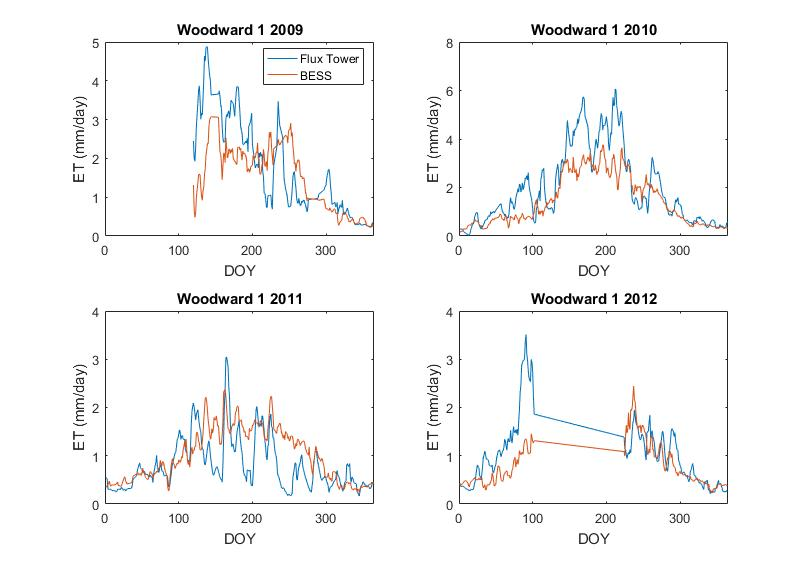 Woodward 1 2009
5
4
3
2
1
0
ET (mm/day)
Flux Tower
BESS
0 100 200 300
DOY
Woodward 1 2010
8
6
4
2
0
ET (mm/day)
0 100 200 300
DOY
Woodward 1 2011
4
3
2
1
0
ET (mm/day)
0 100 200 300
DOY
Woodward 1 2012
4
3
2
1
0
ET (mm/day)
0 100 200 300
DOY